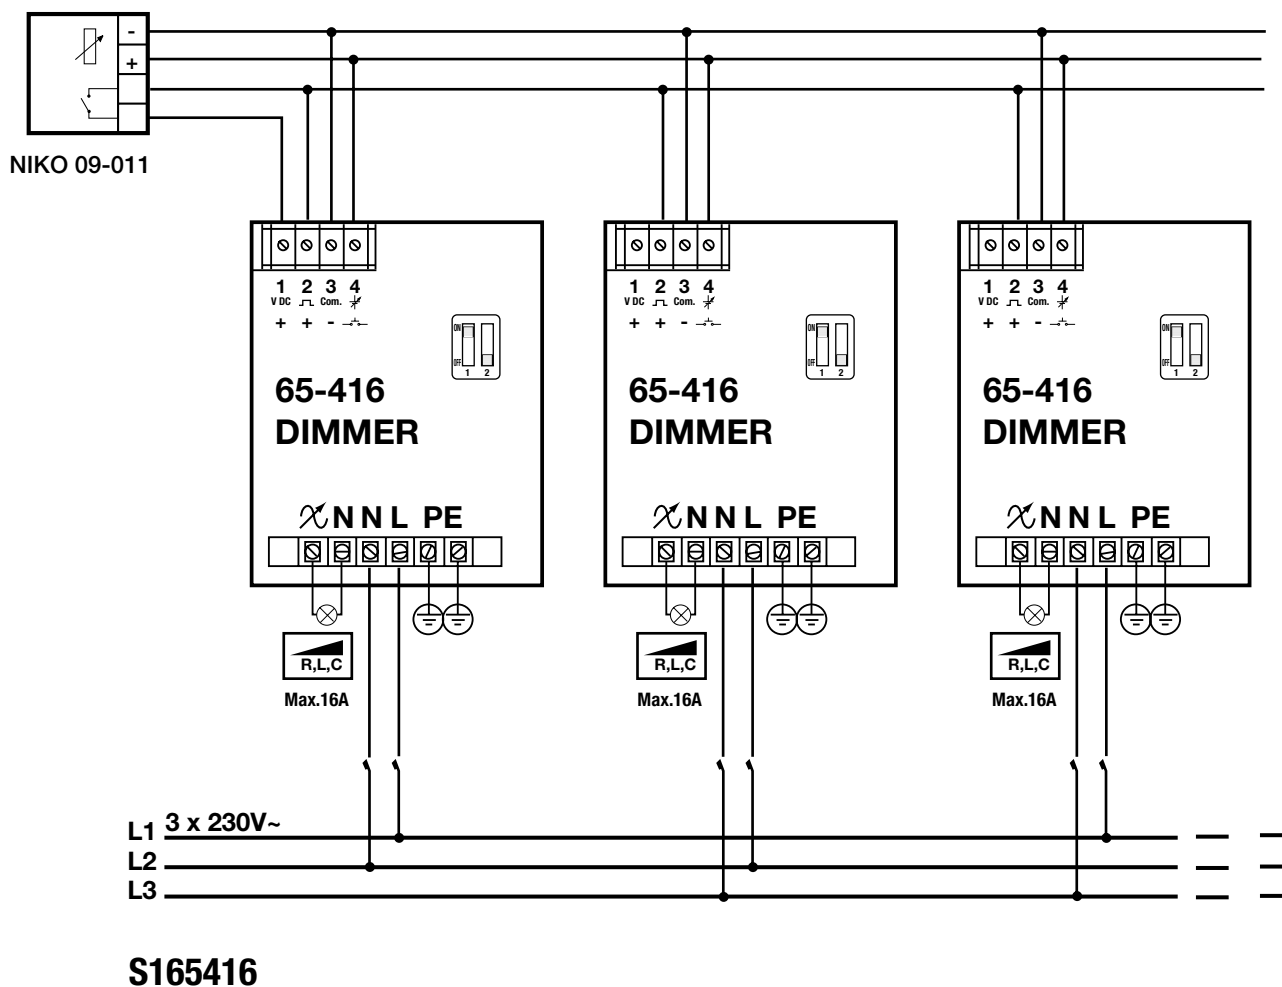 -
+
NIKO 09-011
1 2 3 4
V DC Com.
+ + -
ON
OFF
1 2
65-416
DIMMER
N N L PE
R,L,C
Max.16A
1 2 3 4
V DC Com.
+ + -
ON
OFF
1 2
65-416
DIMMER
N N L PE
R,L,C
Max.16A
1 2 3 4
V DC Com.
+ + -
ON
OFF
1 2
65-416
DIMMER
N N L PE
R,L,C
Max.16A
L1 3 x 230V~
L2
L3
S165416